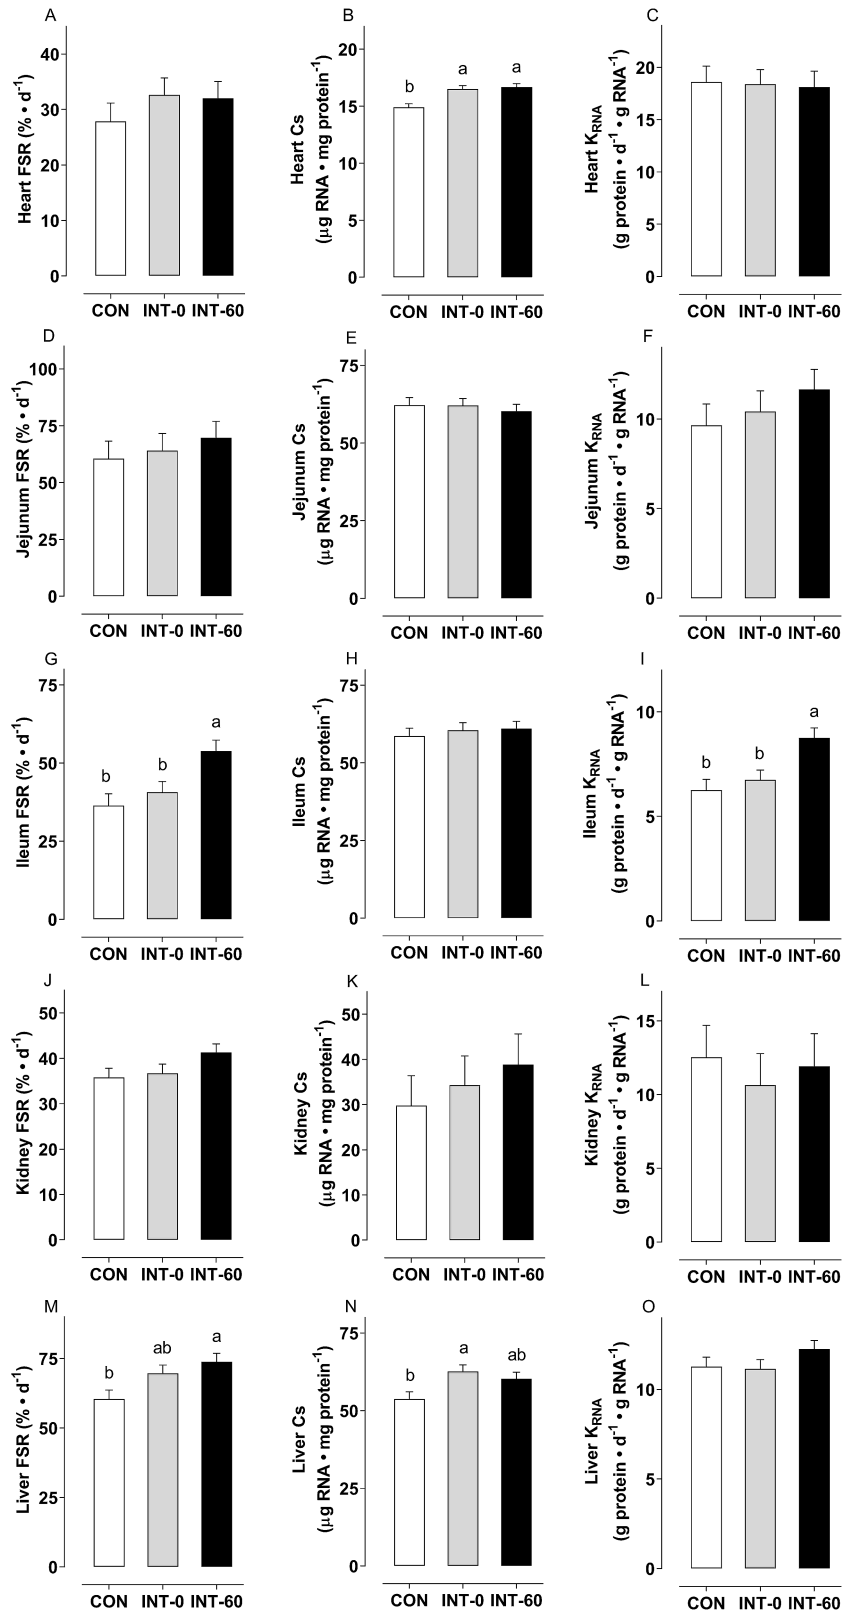 A
Heart FSR (% • d⁻¹)
40
30
20
10
0
CON INT-0 INT-60
B
Heart Cs
(µg RNA • mg protein⁻¹)
20
15
10
5
0
b
a
a
CON INT-0 INT-60
C
Heart K_RNA
(g protein • d⁻¹ • g RNA⁻¹)
20
15
10
5
0
CON INT-0 INT-60
D
Jejunum FSR (% • d⁻¹)
100
75
50
25
0
CON INT-0 INT-60
E
Jejunum Cs
(µg RNA • mg protein⁻¹)
75
50
25
0
CON INT-0 INT-60
F
Jejunum K_RNA
(g protein • d⁻¹ • g RNA⁻¹)
10
5
0
CON INT-0 INT-60
G
Ileum FSR (% • d⁻¹)
75
50
25
0
b
b
a
CON INT-0 INT-60
H
Ileum Cs
(µg RNA • mg protein⁻¹)
75
50
25
0
CON INT-0 INT-60
I
Ileum K_RNA
(g protein • d⁻¹ • g RNA⁻¹)
10
5
0
b
b
a
CON INT-0 INT-60
J
Kidney FSR (% • d⁻¹)
50
40
30
20
10
0
CON INT-0 INT-60
K
Kidney Cs
(µg RNA • mg protein⁻¹)
50
40
30
20
10
0
CON INT-0 INT-60
L
Kidney K_RNA
(g protein • d⁻¹ • g RNA⁻¹)
15
10
5
0
CON INT-0 INT-60
M
Liver FSR (% • d⁻¹)
75
50
25
0
b
ab
a
CON INT-0 INT-60
N
Liver Cs
(µg RNA • mg protein⁻¹)
75
50
25
0
b
a
ab
CON INT-0 INT-60
O
Liver K_RNA
(g protein • d⁻¹ • g RNA⁻¹)
10
5
0
CON INT-0 INT-60